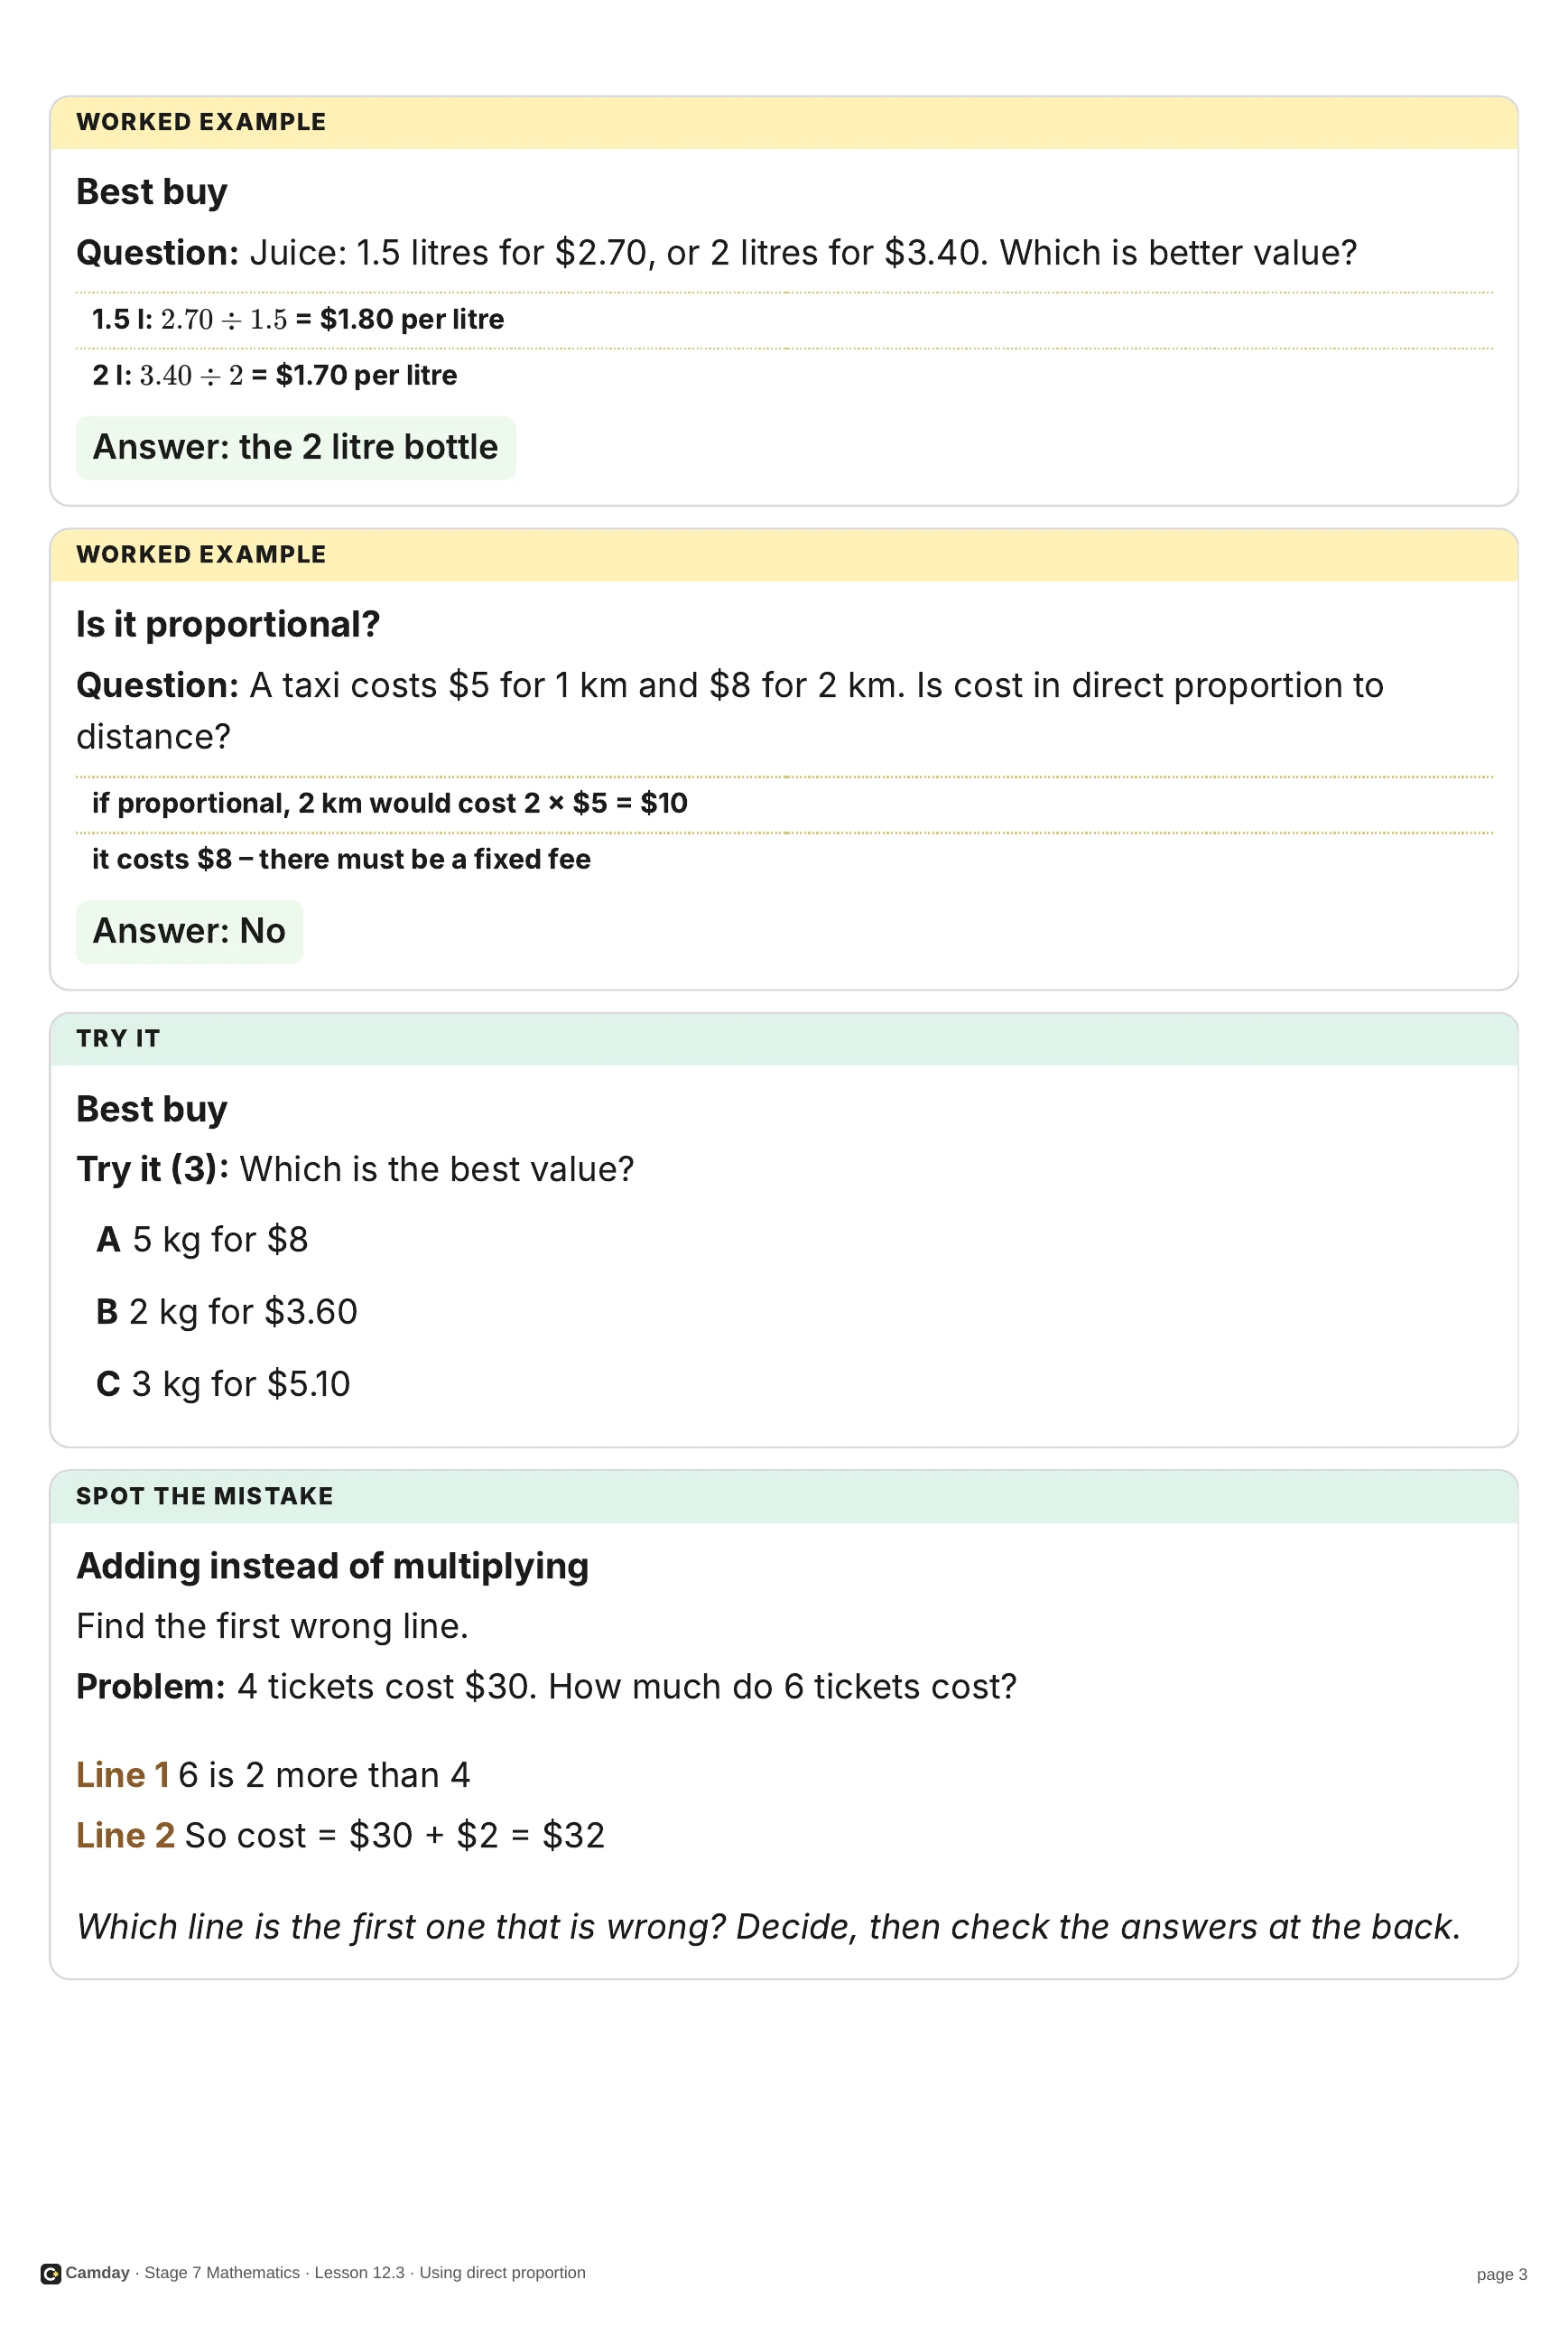 WORKED EXAMPLE
Best buy
Question: Juice: 1.5 litres for $2.70, or 2 litres for $3.40. Which is better value?
1.5 l: 2.70 ÷ 1.5 = $1.80 per litre
2 l: 3.40 ÷ 2 = $1.70 per litre
Answer: the 2 litre bottle
WORKED EXAMPLE
Is it proportional?
Question: A taxi costs $5 for 1 km and $8 for 2 km. Is cost in direct proportion to
distance?
if proportional, 2 km would cost 2 × $5 = $10
it costs $8 – there must be a fixed fee
Answer: No
TRY IT
Best buy
Try it (3): Which is the best value?
A 5 kg for $8
B 2 kg for $3.60
C 3 kg for $5.10
SPOT THE MISTAKE
Adding instead of multiplying
Find the first wrong line.
Problem: 4 tickets cost $30. How much do 6 tickets cost?
Line 1 6 is 2 more than 4
Line 2 So cost = $30 + $2 = $32
Which line is the first one that is wrong? Decide, then check the answers at the back.
Camday · Stage 7 Mathematics · Lesson 12.3 · Using direct proportion
page 3